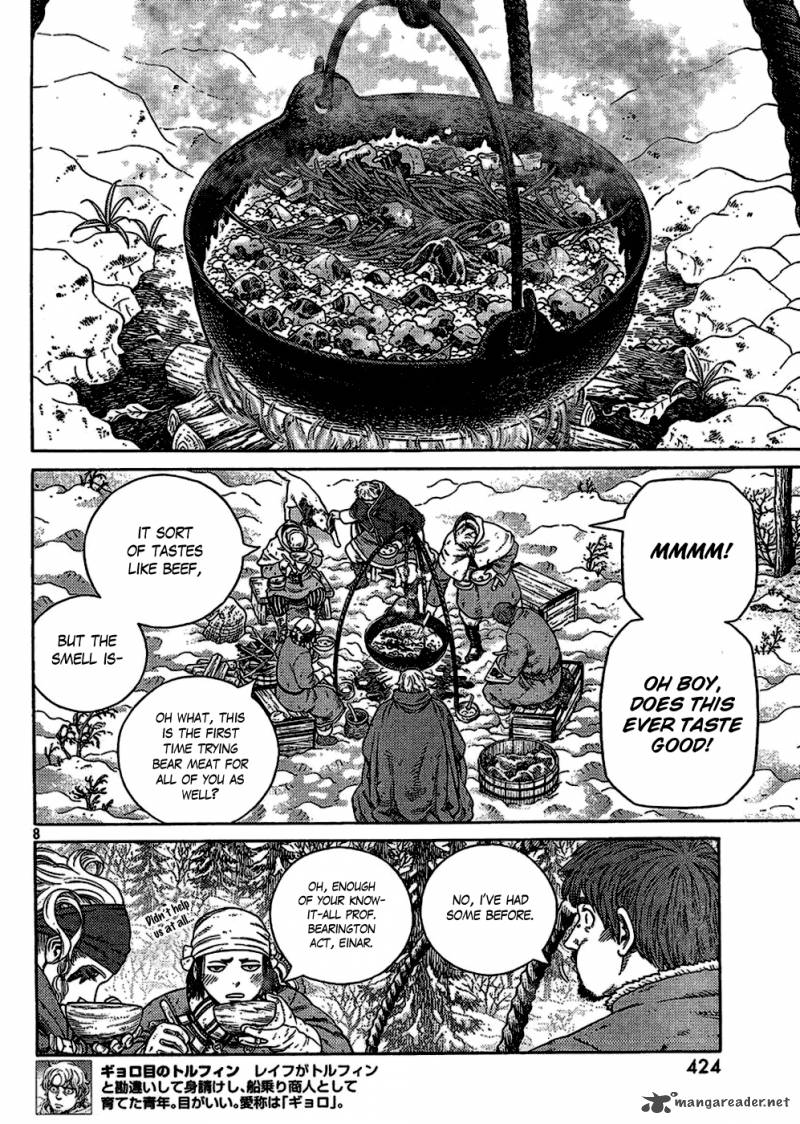 MMMM!
OH BOY,
DOES THIS
EVER TASTE
GOOD!
IT SORT
OF TASTES
LIKE BEEF,
BUT THE
SMELL IS-
OH WHAT, THIS
IS THE FIRST
TIME TRYING
BEAR MEAT FOR
ALL OF YOU AS
WELL?
8
NO, I'VE HAD
SOME BEFORE.
OH, ENOUGH
OF YOUR KNOW-
IT-ALL PROF.
BEARINGTON
ACT, EINAR.
Didn't help
us at all...
424
ギョロ目のトルフィン レイフがトルフィン
と勘違いして身請けし、船乗り商人として
育てた青年。目がいい。愛称は「ギョロ」。
mangareader.net